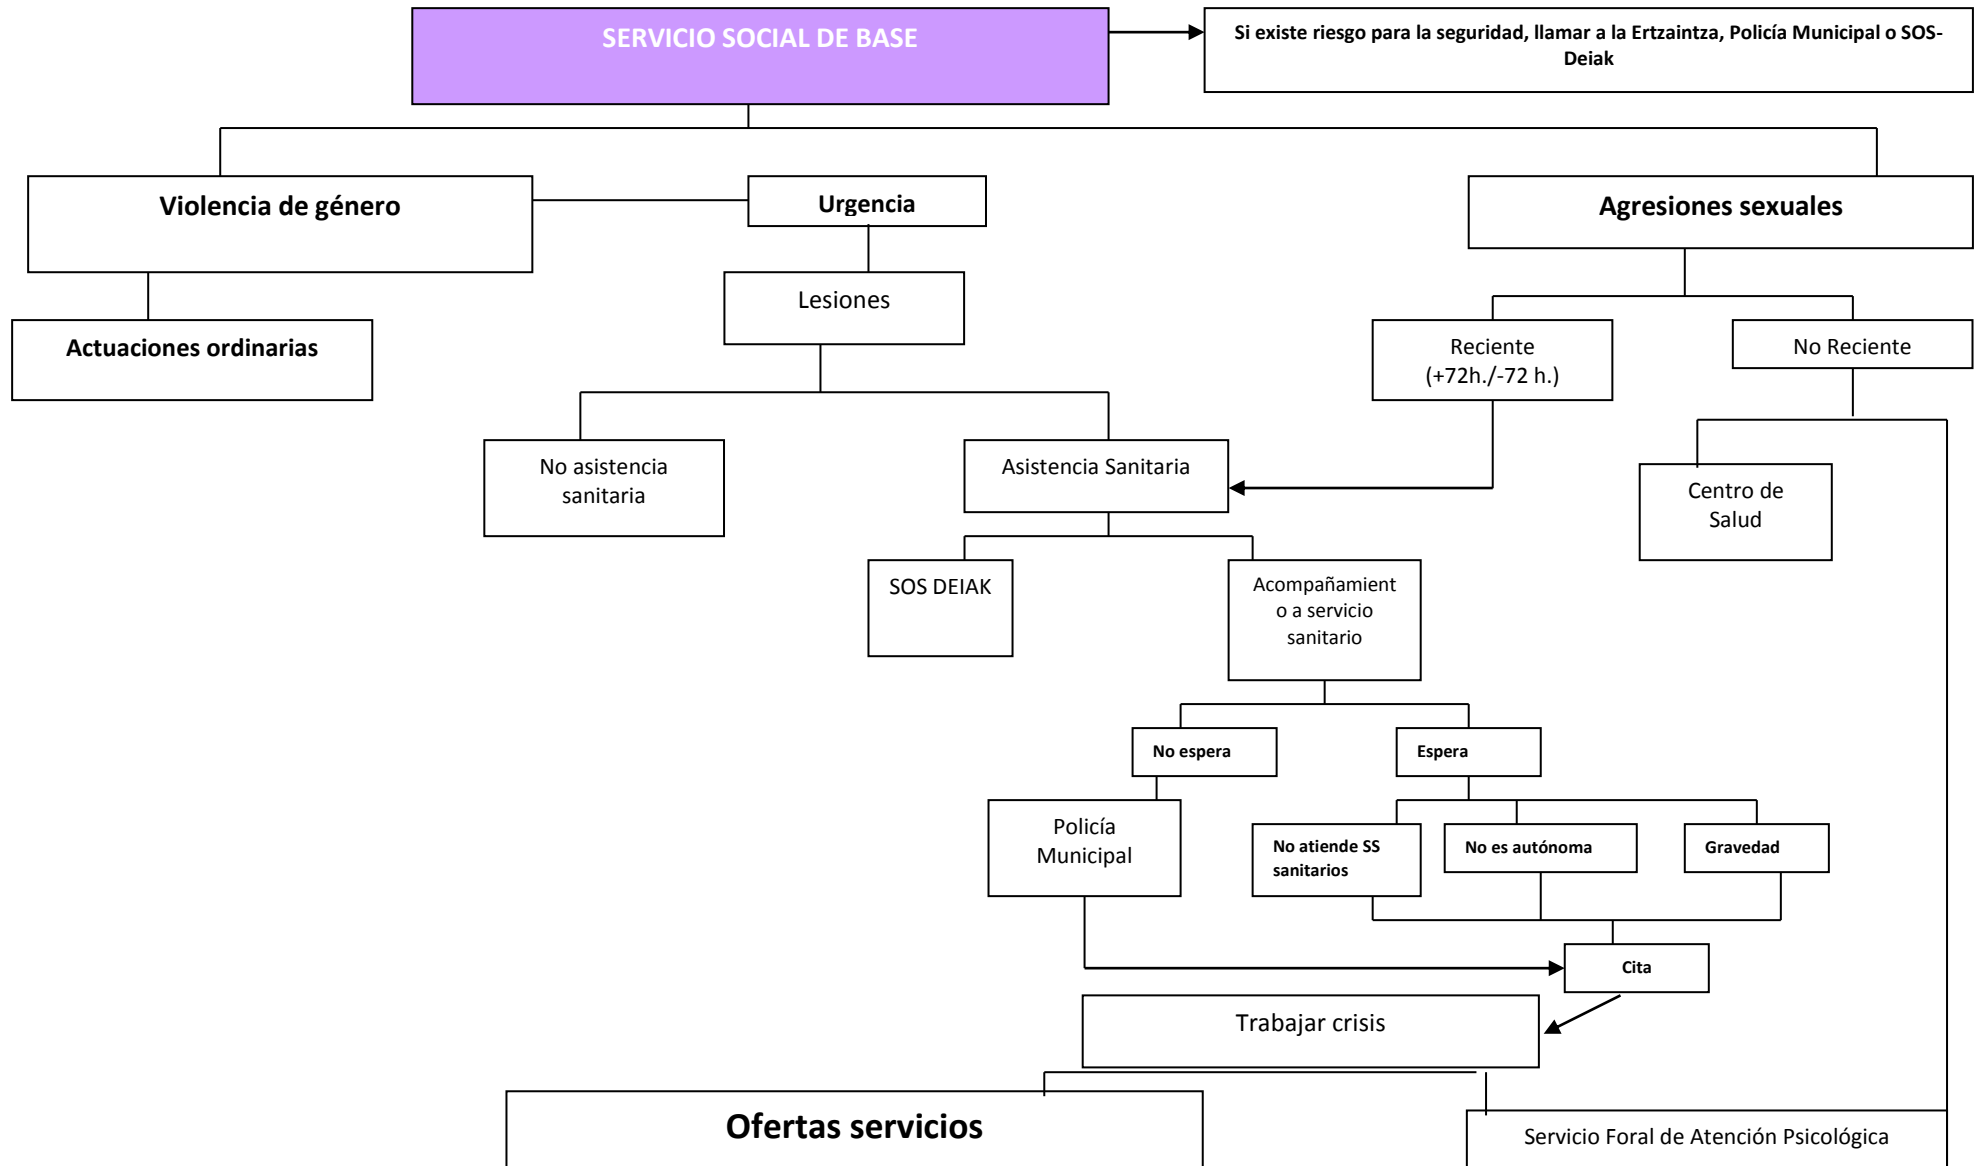 SERVICIO SOCIAL DE BASE
Si existe riesgo para la seguridad, llamar a la Ertzaintza, Policía Municipal o SOS-
Deiak
Violencia de género
Urgencia
Agresiones sexuales
Lesiones
Actuaciones ordinarias
Reciente
(+72h./-72 h.)
No Reciente
No asistencia
sanitaria
Asistencia Sanitaria
Centro de
Salud
SOS DEIAK
Acompañamient
o a servicio
sanitario
No espera
Espera
Policía
Municipal
No atiende SS
sanitarios
No es autónoma
Gravedad
Cita
Trabajar crisis
Ofertas servicios
Servicio Foral de Atención Psicológica